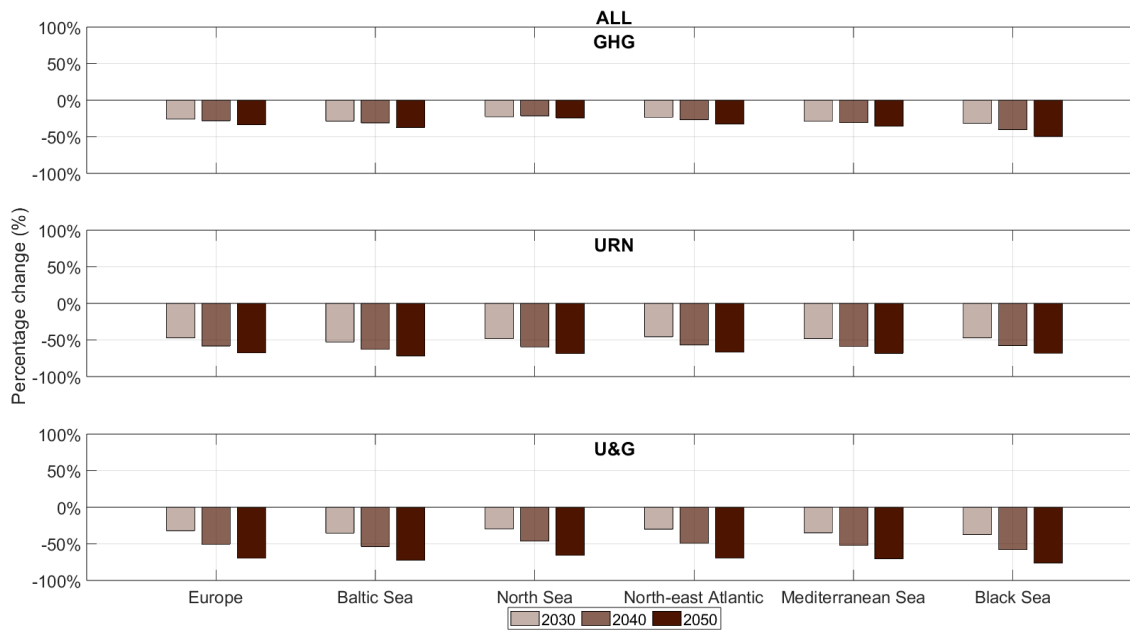 ALL
GHG
100%
50%
0%
-50%
-100%
URN
100%
50%
0%
-50%
-100%
U&G
100%
50%
0%
-50%
-100%
Percentage change (%)
Europe Baltic Sea North Sea North-east Atlantic Mediterranean Sea Black Sea
2030 2040 2050